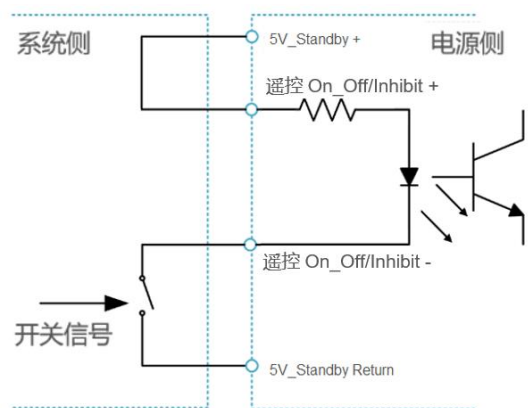 系统侧
5V_Standby +
电源侧
遥控 On_Off/Inhibit +
遥控 On_Off/Inhibit -
开关信号
5V_Standby Return